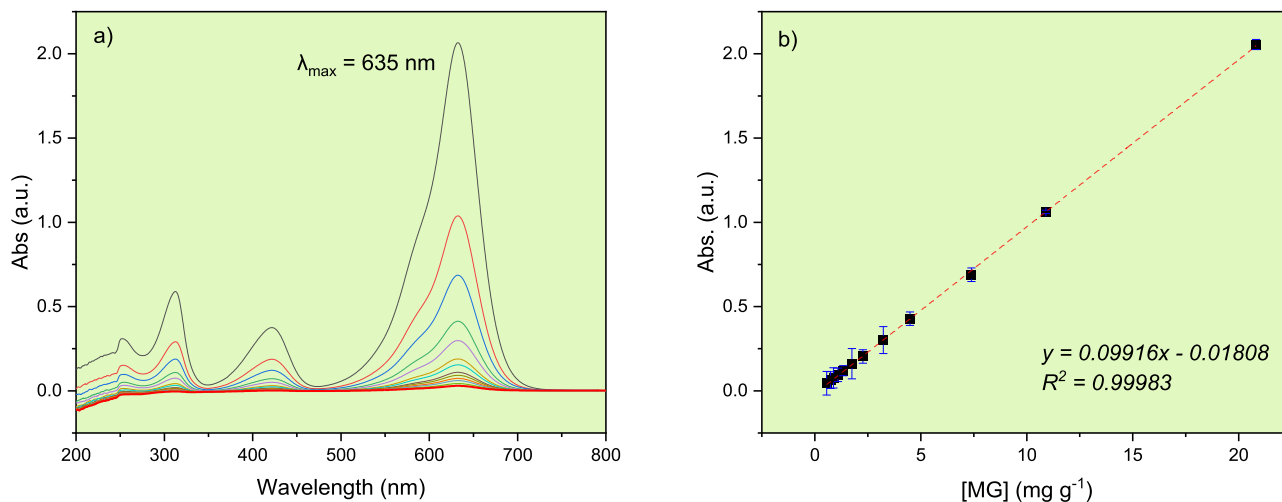 a)
λmax = 635 nm
Abs (a.u.)
2.0
1.5
1.0
0.5
0.0
200 300 400 500 600 700 800
Wavelength (nm)
b)
Abs. (a.u.)
2.0
1.5
1.0
0.5
0.0
y = 0.09916x - 0.01808
R² = 0.99983
0 5 10 15 20
[MG] (mg g⁻¹)